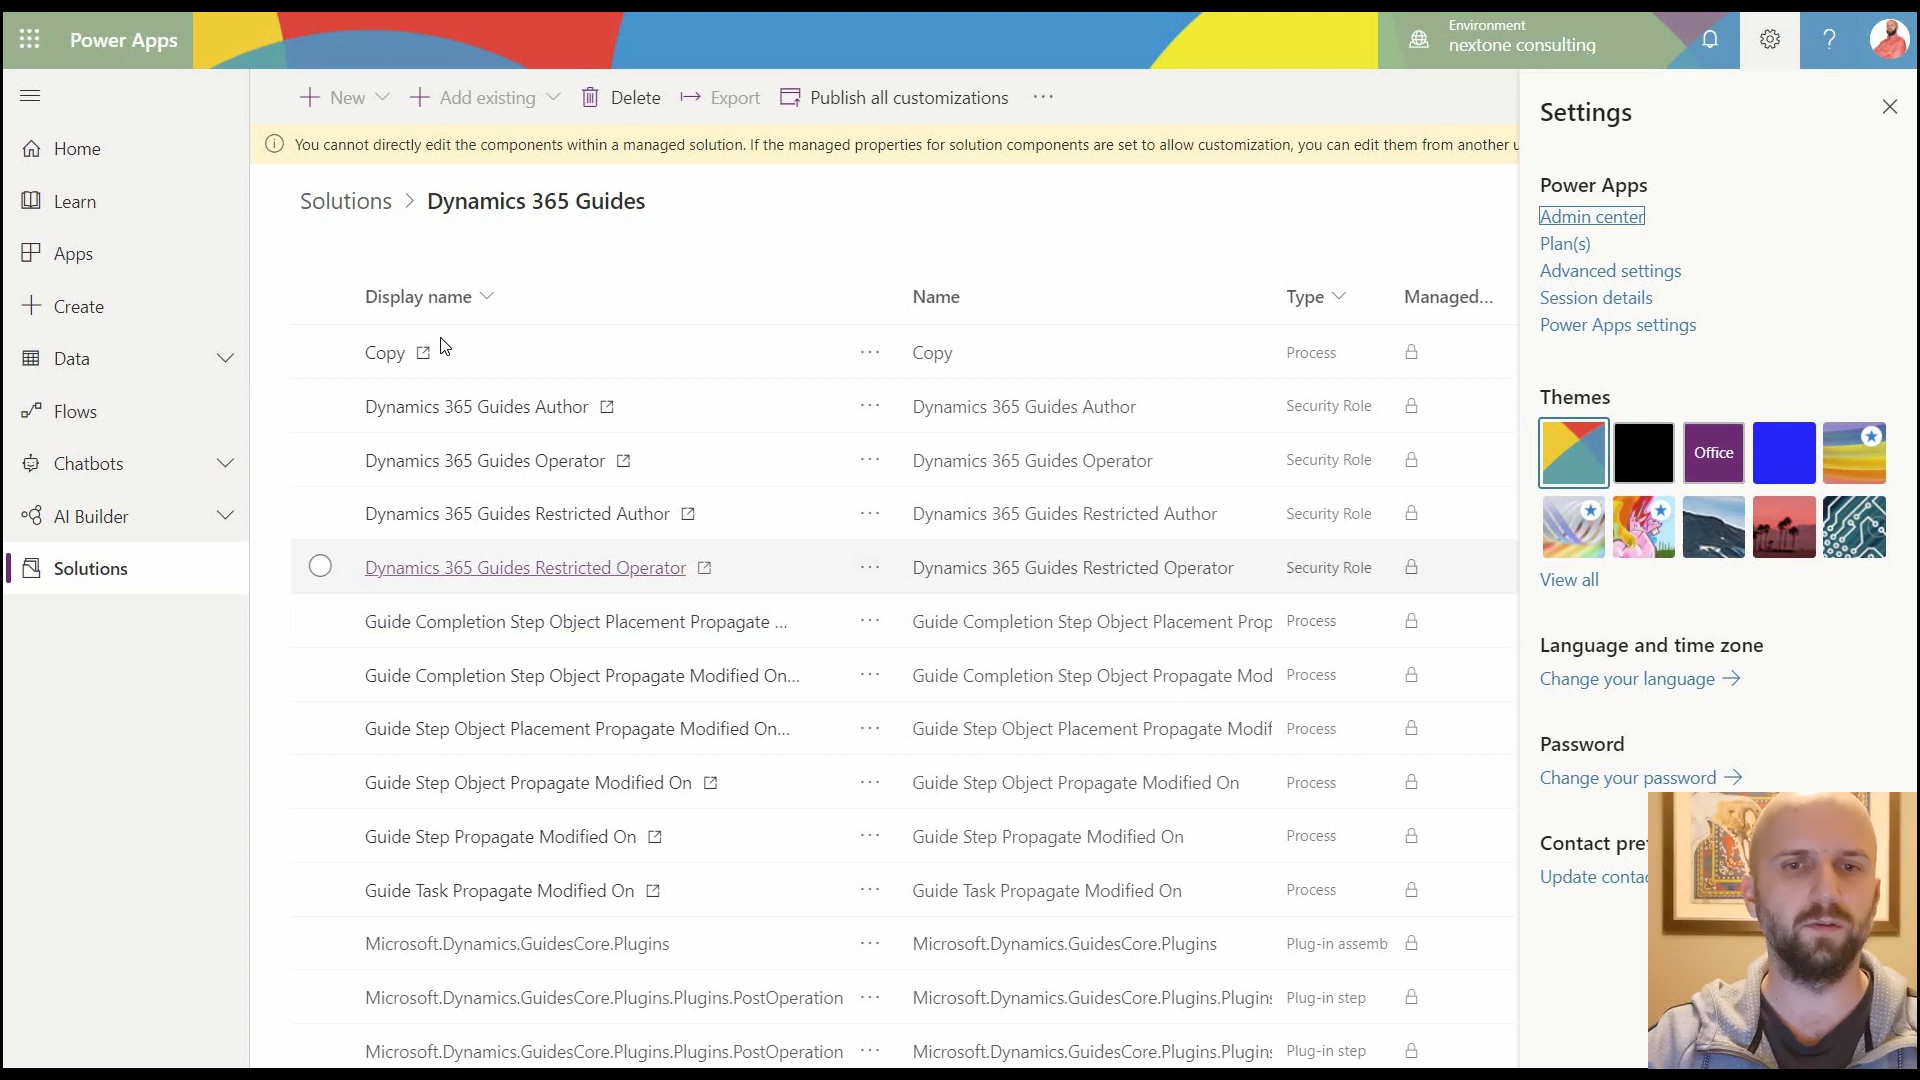 Power Apps
Environment
nextone consulting
New
Add existing
Delete
Export
Publish all customizations
You cannot directly edit the components within a managed solution. If the managed properties for solution components are set to allow customization, you can edit them from another u
Home
Learn
Apps
Create
Data
Flows
Chatbots
AI Builder
Solutions
Solutions > Dynamics 365 Guides
Display name Name Type Managed...
Copy ... Copy Process
Dynamics 365 Guides Author ... Dynamics 365 Guides Author Security Role
Dynamics 365 Guides Operator ... Dynamics 365 Guides Operator Security Role
Dynamics 365 Guides Restricted Author ... Dynamics 365 Guides Restricted Author Security Role
Dynamics 365 Guides Restricted Operator ... Dynamics 365 Guides Restricted Operator Security Role
Guide Completion Step Object Placement Propagate ... ... Guide Completion Step Object Placement Prop Process
Guide Completion Step Object Propagate Modified On... ... Guide Completion Step Object Propagate Mod Process
Guide Step Object Placement Propagate Modified On... ... Guide Step Object Placement Propagate Modif Process
Guide Step Object Propagate Modified On ... Guide Step Object Propagate Modified On Process
Guide Step Propagate Modified On ... Guide Step Propagate Modified On Process
Guide Task Propagate Modified On ... Guide Task Propagate Modified On Process
Microsoft.Dynamics.GuidesCore.Plugins ... Microsoft.Dynamics.GuidesCore.Plugins Plug-in assemb
Microsoft.Dynamics.GuidesCore.Plugins.Plugins.PostOperation ... Microsoft.Dynamics.GuidesCore.Plugins.Plugins Plug-in step
Microsoft.Dynamics.GuidesCore.Plugins.Plugins.PostOperation ... Microsoft.Dynamics.GuidesCore.Plugins.Plugins Plug-in step
Settings
Power Apps
Admin center
Plan(s)
Advanced settings
Session details
Power Apps settings
Themes
Office
View all
Language and time zone
Change your language
Password
Change your password
Contact pre
Update conta